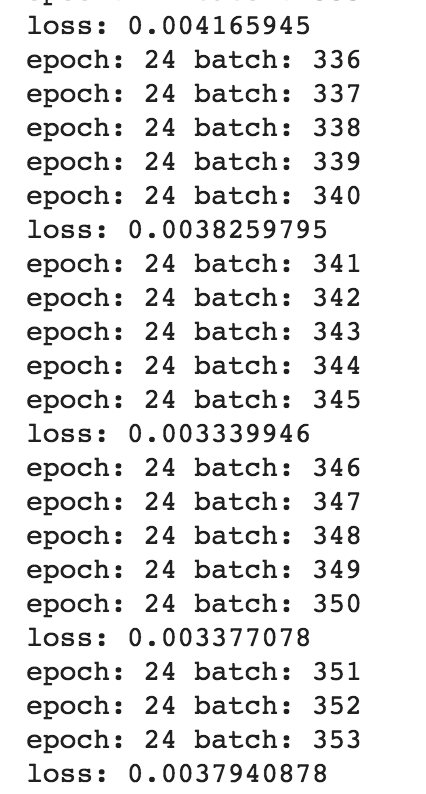 loss: 0.004165945
epoch: 24 batch: 336
epoch: 24 batch: 337
epoch: 24 batch: 338
epoch: 24 batch: 339
epoch: 24 batch: 340
loss: 0.0038259795
epoch: 24 batch: 341
epoch: 24 batch: 342
epoch: 24 batch: 343
epoch: 24 batch: 344
epoch: 24 batch: 345
loss: 0.003339946
epoch: 24 batch: 346
epoch: 24 batch: 347
epoch: 24 batch: 348
epoch: 24 batch: 349
epoch: 24 batch: 350
loss: 0.003377078
epoch: 24 batch: 351
epoch: 24 batch: 352
epoch: 24 batch: 353
loss: 0.0037940878